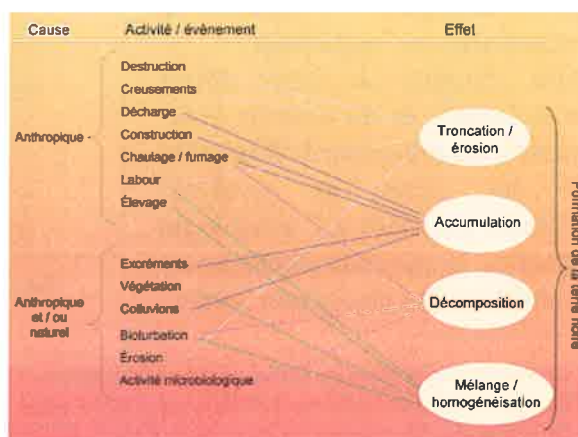 Cause Activité / évènement Effet
Destruction
Creusements
Décharge
Construction
Chaulage / fumage
Labour
Élevage
Anthropique
Excréments
Végétation
Colluvions
Bioturbation
Érosion
Activité microbiologique
Anthropique
et / ou
naturel
Troncation /
érosion
Accumulation
Décomposition
Mélange /
homogénéisation
Formation de la terre noire